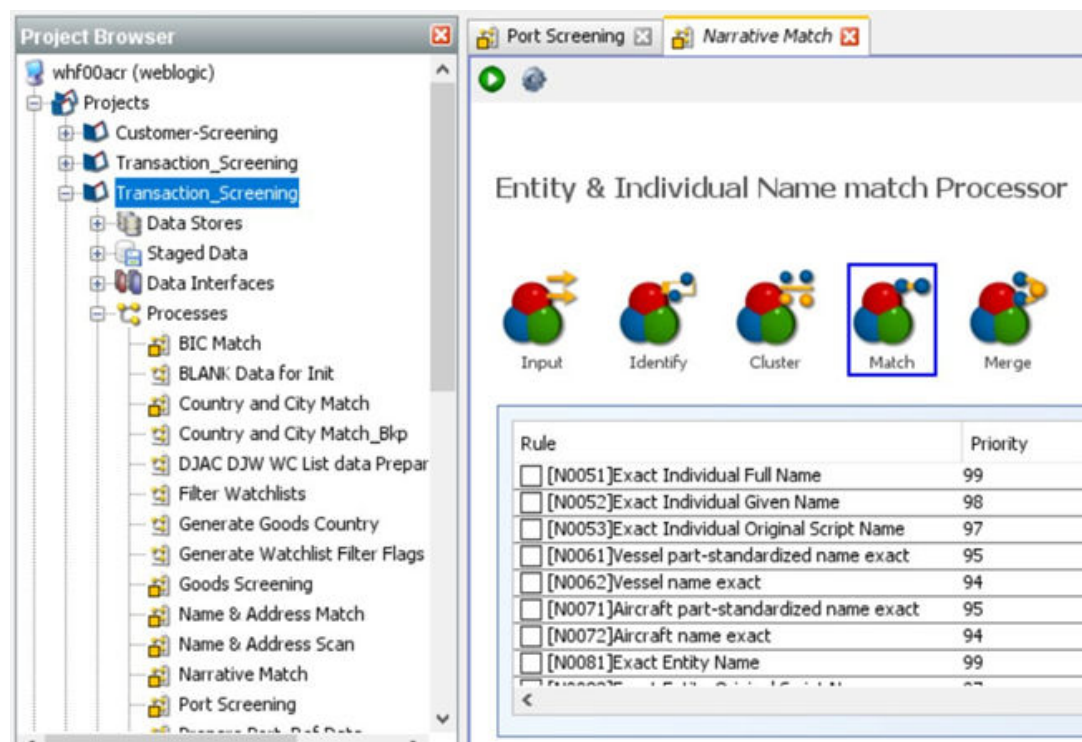 Project Browser
whf00acr (weblogic)
Projects
Customer-Screening
Transaction_Screening
Transaction_Screening
Data Stores
Staged Data
Data Interfaces
Processes
BIC Match
BLANK Data for Init
Country and City Match
Country and City Match_Bkp
DJAC DJW WC List data Prepar
Filter Watchlists
Generate Goods Country
Generate Watchlist Filter Flags
Goods Screening
Name & Address Match
Name & Address Scan
Narrative Match
Port Screening
Port Screening
Narrative Match
Entity & Individual Name match Processor
Input
Identify
Cluster
Match
Merge
Rule Priority
[N0051]Exact Individual Full Name 99
[N0052]Exact Individual Given Name 98
[N0053]Exact Individual Original Script Name 97
[N0061]Vessel part-standardized name exact 95
[N0062]Vessel name exact 94
[N0071]Aircraft part-standardized name exact 95
[N0072]Aircraft name exact 94
[N0081]Exact Entity Name 99